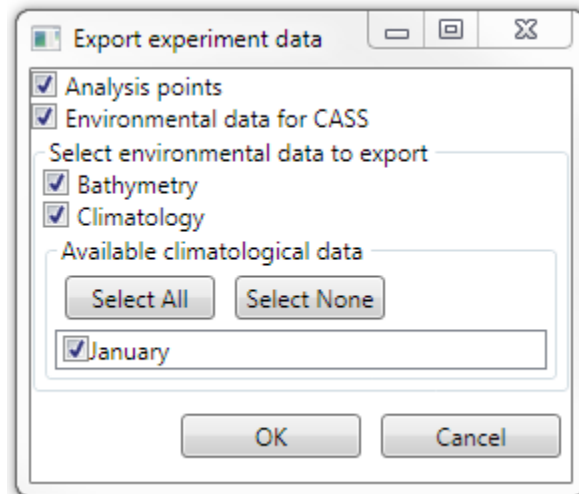 Export experiment data
Analysis points
Environmental data for CASS
Select environmental data to export
Bathymetry
Climatology
Available climatological data
Select All Select None
January
OK Cancel